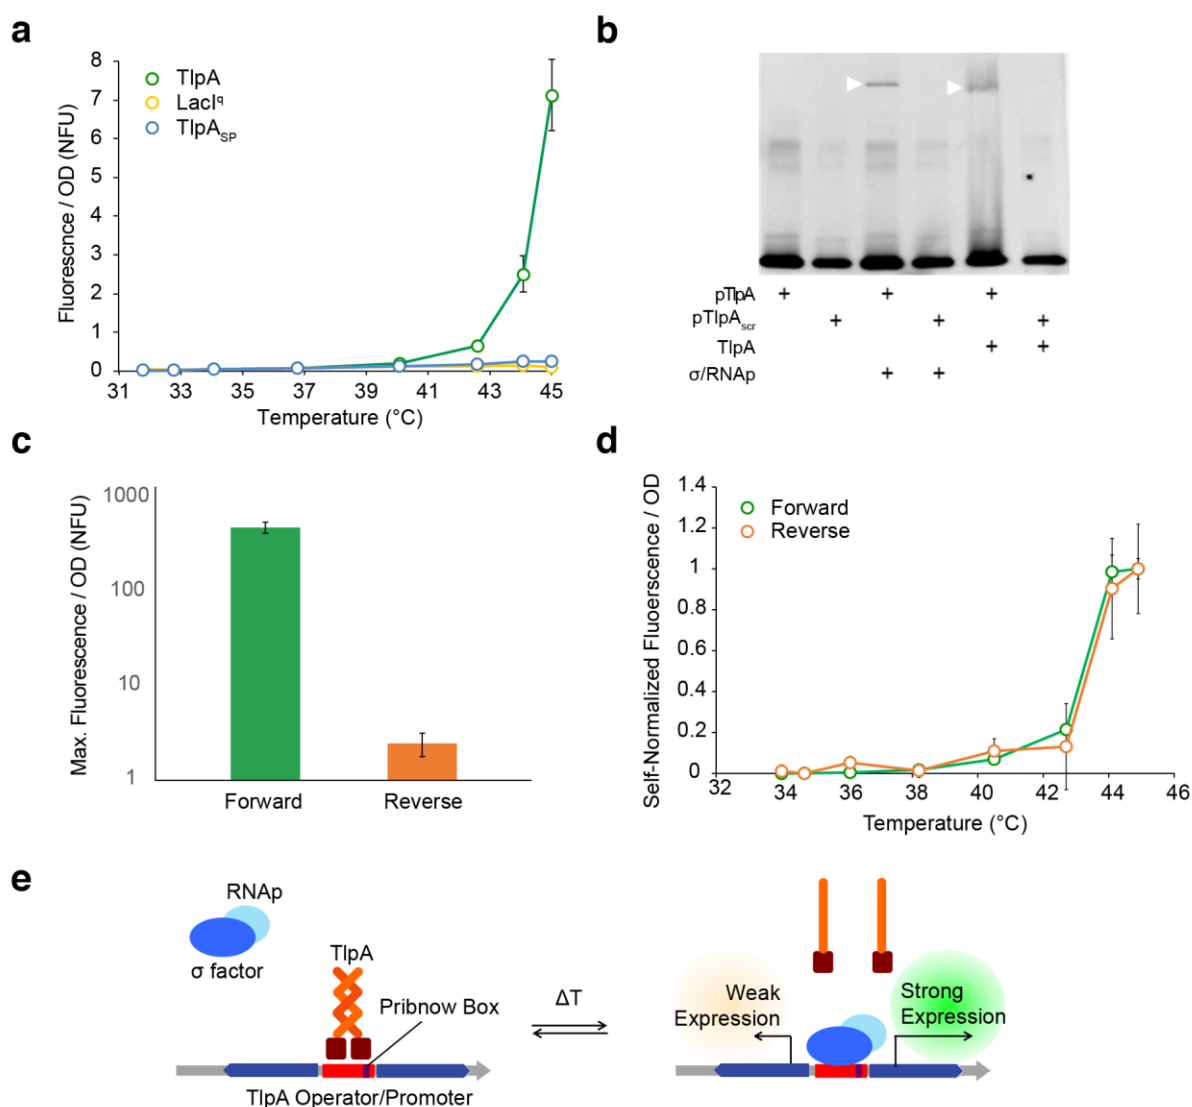 a
8
7
6
5
4
3
2
1
0
Fluorescnce / OD (NFU)
TlpA
LacIq
TlpASP
31 33 35 37 39 41 43 45
Temperature (°C)
b
pTlpA + + +
pTlpAscr + + +
TlpA + +
σ/RNAp + +
c
1000
100
10
1
Max. Fluorescence / OD (NFU)
Forward Reverse
d
1.4
1.2
1
0.8
0.6
0.4
0.2
0
Self-Normalized Fluoerscence / OD
Forward
Reverse
32 34 36 38 40 42 44 46
Temperature (°C)
e
RNAp
σ factor
TlpA
Pribnow Box
TlpA Operator/Promoter
ΔT
Weak
Expression
Strong
Expression